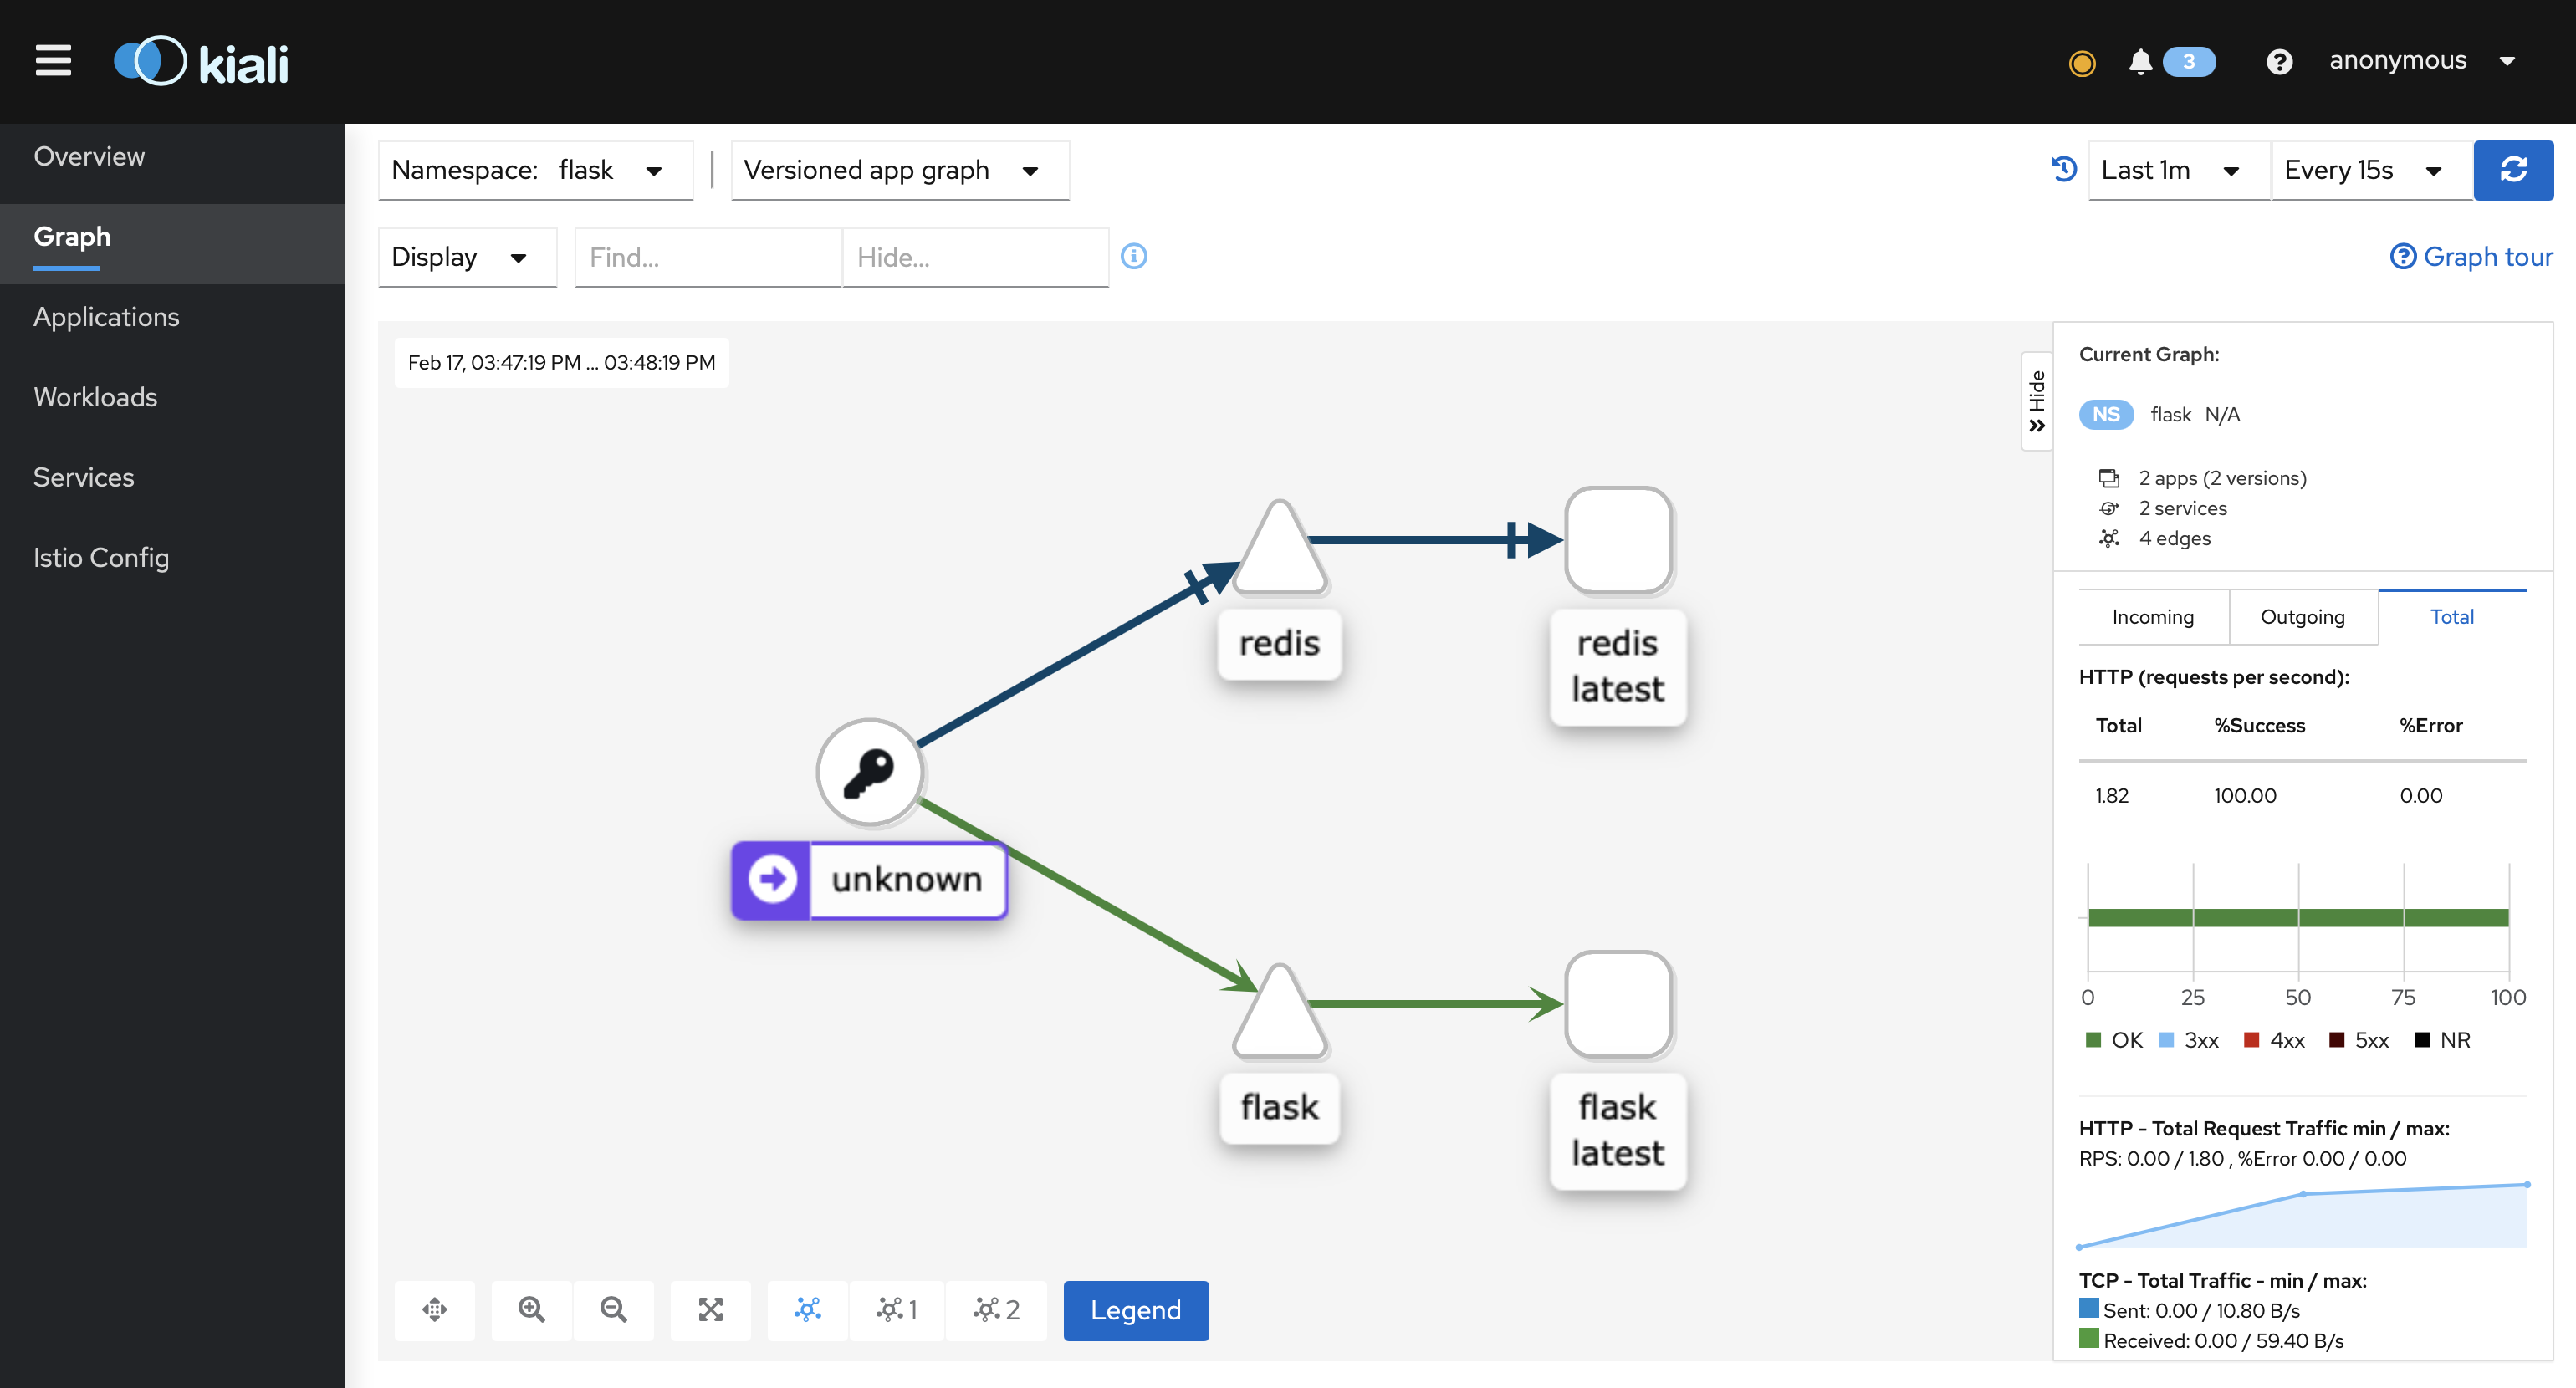 kiali
3
anonymous
Overview
Graph
Applications
Workloads
Services
Istio Config
Namespace: flask
Versioned app graph
Last 1m
Every 15s
Display
Find...
Hide...
Graph tour
Feb 17, 03:47:19 PM ... 03:48:19 PM
redis
redis
latest
unknown
flask
flask
latest
1
2
Legend
Hide
Current Graph:
NS flask N/A
2 apps (2 versions)
2 services
4 edges
Incoming
Outgoing
Total
HTTP (requests per second):
Total %Success %Error
1.82 100.00 0.00
0 25 50 75 100
OK 3xx 4xx 5xx NR
HTTP - Total Request Traffic min / max:
RPS: 0.00 / 1.80 , %Error 0.00 / 0.00
TCP - Total Traffic - min / max:
Sent: 0.00 / 10.80 B/s
Received: 0.00 / 59.40 B/s